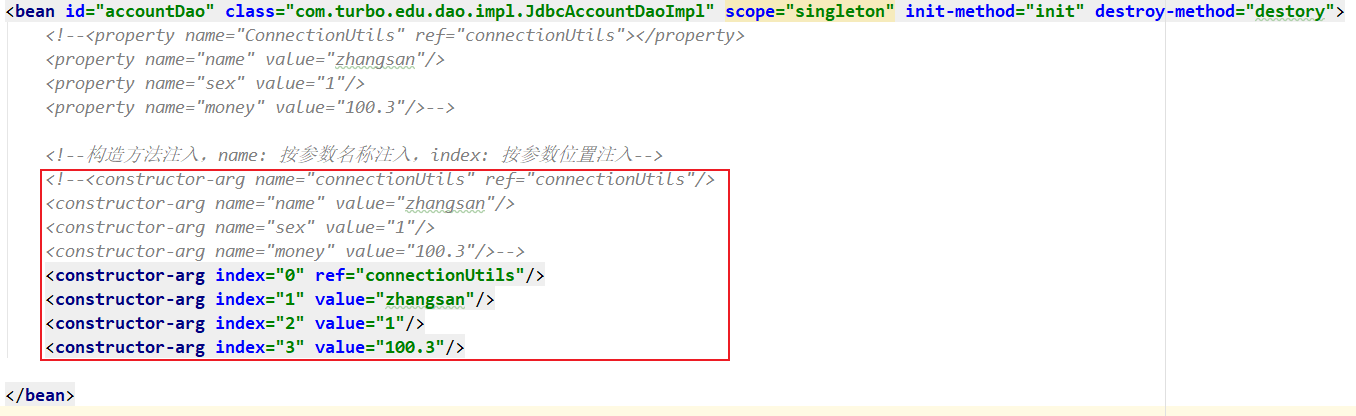 <bean id="accountDao" class="com.turbo.edu.dao.impl.JdbcAccountDaoImpl" scope="singleton" init-method="init" destroy-method="destory">
<!--<property name="ConnectionUtils" ref="connectionUtils"></property>
<property name="name" value="zhangsan"/>
<property name="sex" value="1"/>
<property name="money" value="100.3"/>-->
<!--构造方法注入，name: 按参数名称注入，index: 按参数位置注入-->
<!--<constructor-arg name="connectionUtils" ref="connectionUtils"/>
<constructor-arg name="name" value="zhangsan"/>
<constructor-arg name="sex" value="1"/>
<constructor-arg name="money" value="100.3"/>-->
<constructor-arg index="0" ref="connectionUtils"/>
<constructor-arg index="1" value="zhangsan"/>
<constructor-arg index="2" value="1"/>
<constructor-arg index="3" value="100.3"/>
</bean>